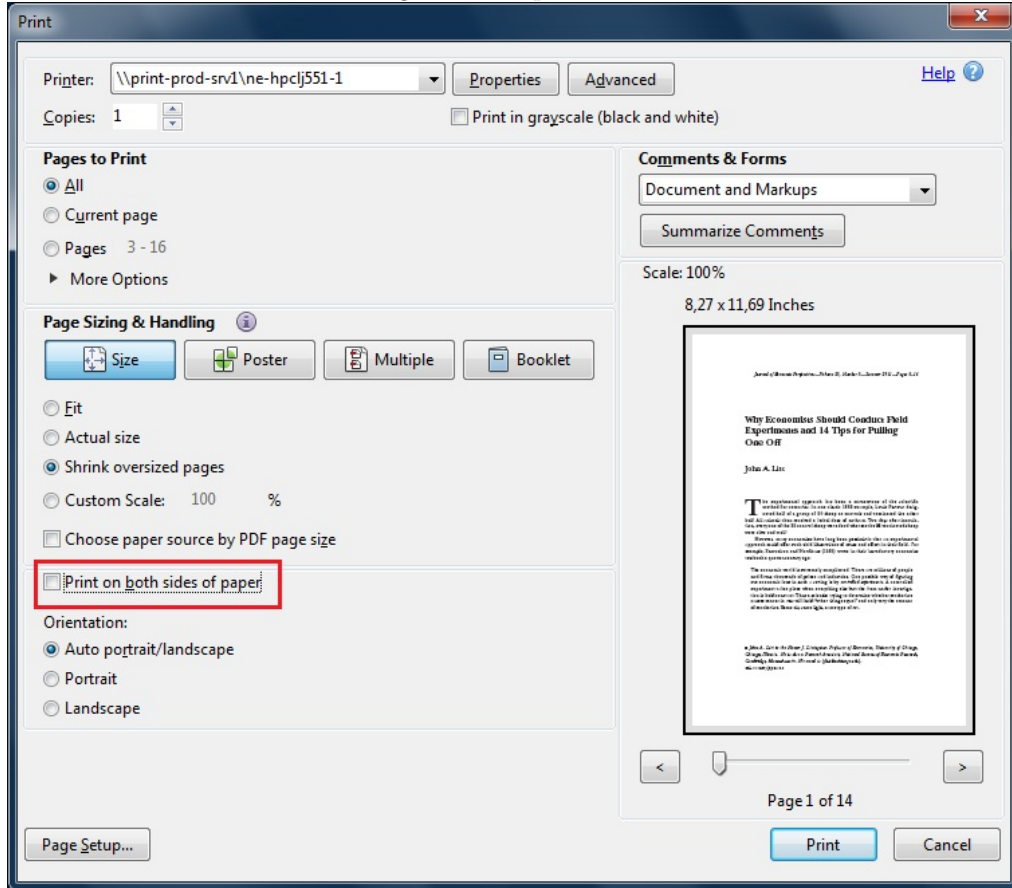 Print
Printer: \\print-prod-srv1\ne-hpclj551-1 Properties Advanced Help
Copies: 1 Print in grayscale (black and white)
Pages to Print
All
Current page
Pages 3 - 16
More Options
Page Sizing & Handling
Size Poster Multiple Booklet
Fit
Actual size
Shrink oversized pages
Custom Scale: 100 %
Choose paper source by PDF page size
Print on both sides of paper
Orientation:
Auto portrait/landscape
Portrait
Landscape
Comments & Forms
Document and Markups
Summarize Comments
Scale: 100%
8,27 x 11,69 Inches
Why Economists Should Conduct Field
Experiments and 14 Tips for Pulling
One Off
John A. List
< >
Page 1 of 14
Page Setup... Print Cancel